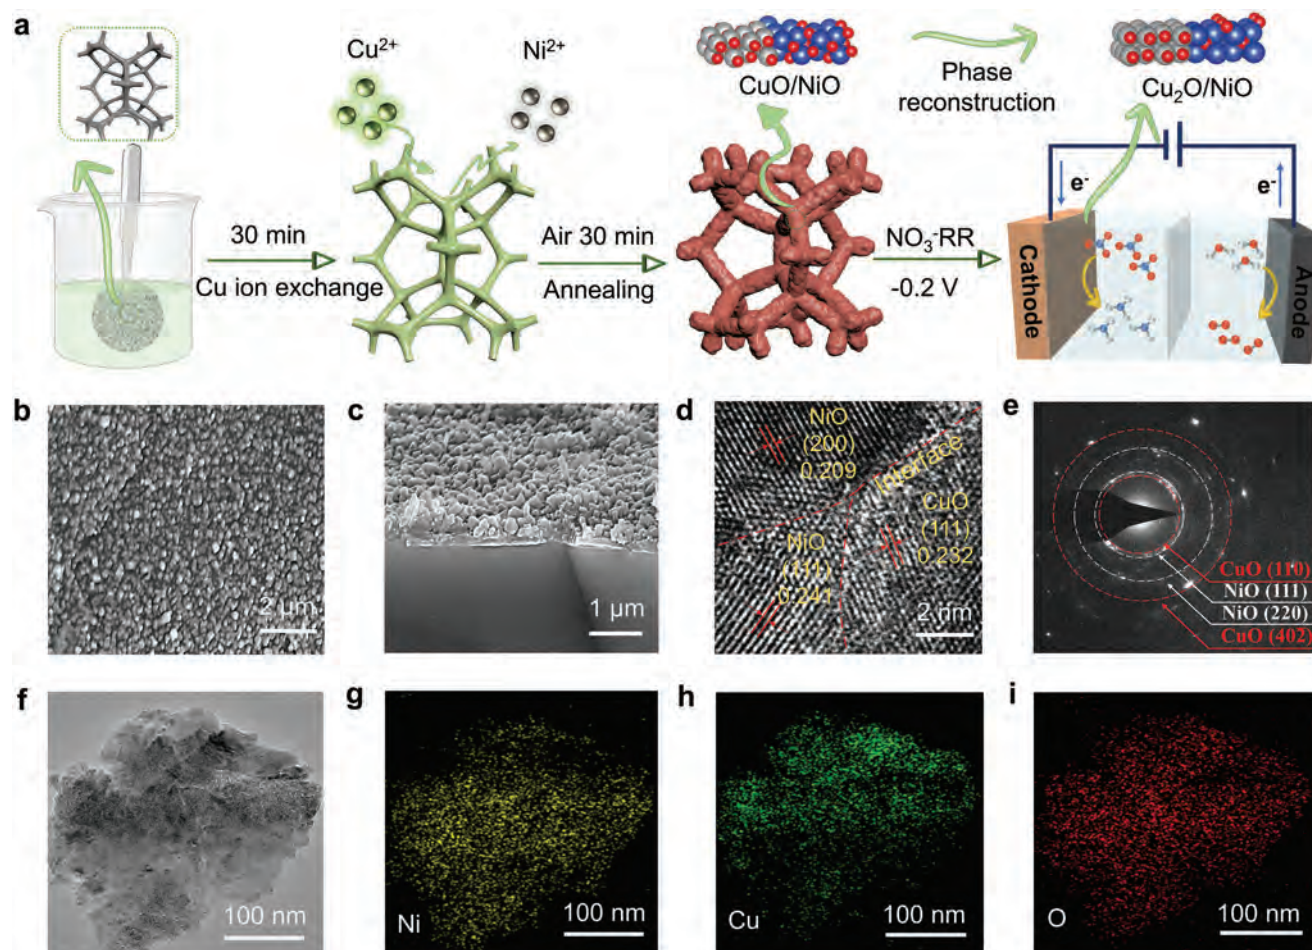 a
Cu²⁺
Ni²⁺
CuO/NiO
Phase
reconstruction
Cu₂O/NiO
30 min
Cu ion exchange
Air 30 min
Annealing
NO₃⁻RR
-0.2 V
e⁻
e⁻
Cathode
Anode
b
2 μm
c
1 μm
d
NiO
(200)
0.209
Interface
CuO
(111)
0.232
NiO
(111)
0.241
2 nm
e
CuO (110)
NiO (111)
NiO (220)
CuO (402)
f
100 nm
g
Ni
100 nm
h
Cu
100 nm
i
O
100 nm